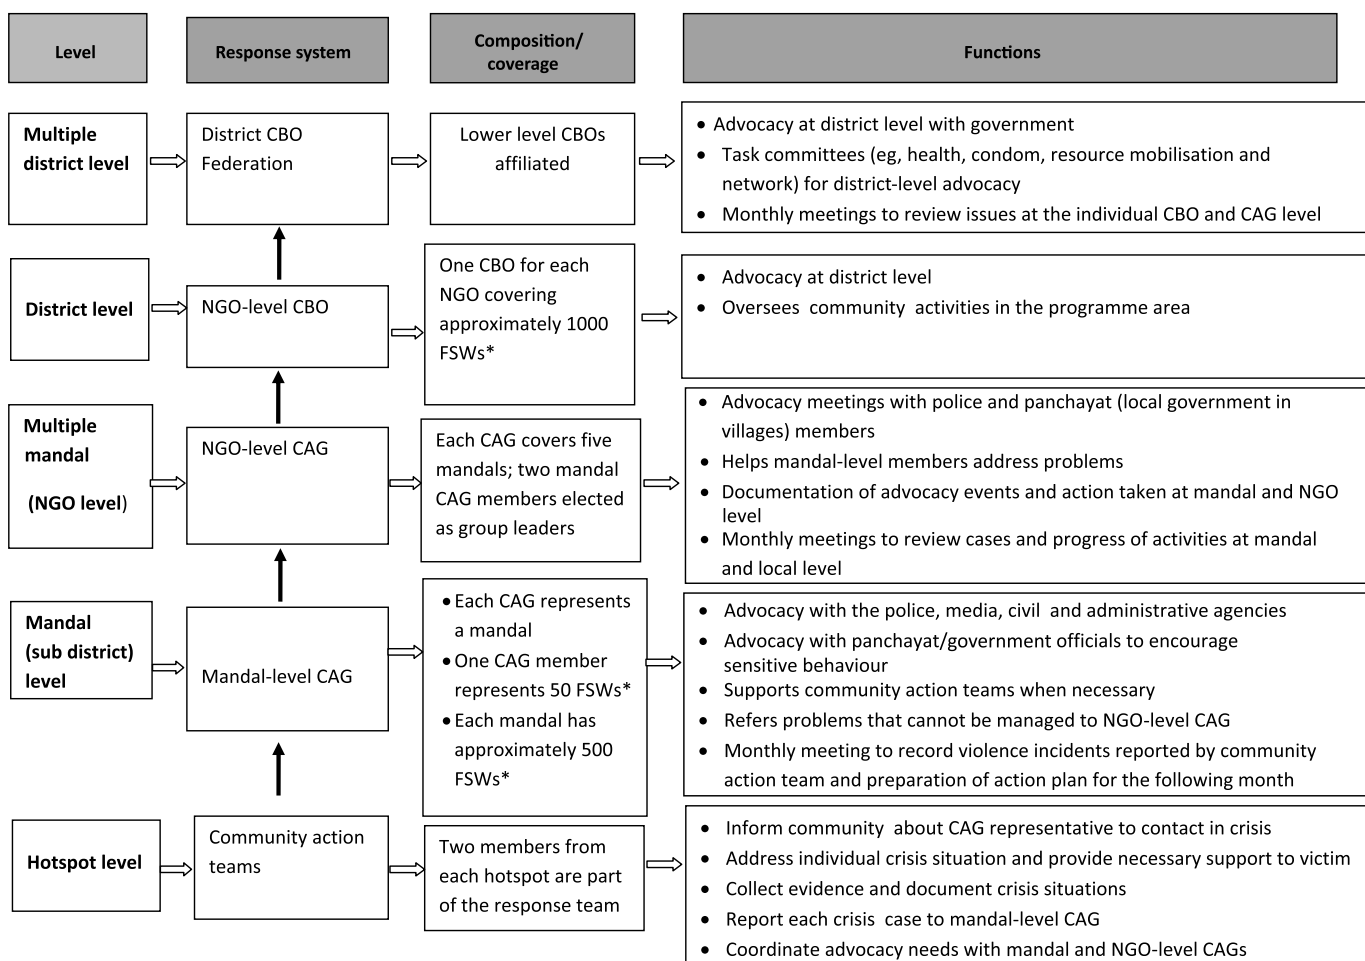 Level
Response system
Composition/
coverage
Functions
Multiple
district level
District CBO
Federation
Lower level CBOs
affiliated
• Advocacy at district level with government
• Task committees (eg, health, condom, resource mobilisation and
network) for district-level advocacy
• Monthly meetings to review issues at the individual CBO and CAG level
District level
NGO-level CBO
One CBO for each
NGO covering
approximately 1000
FSWs*
• Advocacy at district level
• Oversees community activities in the programme area
Multiple
mandal
(NGO level)
NGO-level CAG
Each CAG covers five
mandals; two mandal
CAG members elected
as group leaders
• Advocacy meetings with police and panchayat (local government in
villages) members
• Helps mandal-level members address problems
• Documentation of advocacy events and action taken at mandal and NGO
level
• Monthly meetings to review cases and progress of activities at mandal
and local level
Mandal
(sub district)
level
Mandal-level CAG
• Each CAG represents
a mandal
• One CAG member
represents 50 FSWs*
• Each mandal has
approximately 500
FSWs*
• Advocacy with the police, media, civil and administrative agencies
• Advocacy with panchayat/government officials to encourage
sensitive behaviour
• Supports community action teams when necessary
• Refers problems that cannot be managed to NGO-level CAG
• Monthly meeting to record violence incidents reported by community
action team and preparation of action plan for the following month
Hotspot level
Community action
teams
Two members from
each hotspot are part
of the response team
• Inform community about CAG representative to contact in crisis
• Address individual crisis situation and provide necessary support to victim
• Collect evidence and document crisis situations
• Report each crisis case to mandal-level CAG
• Coordinate advocacy needs with mandal and NGO-level CAGs